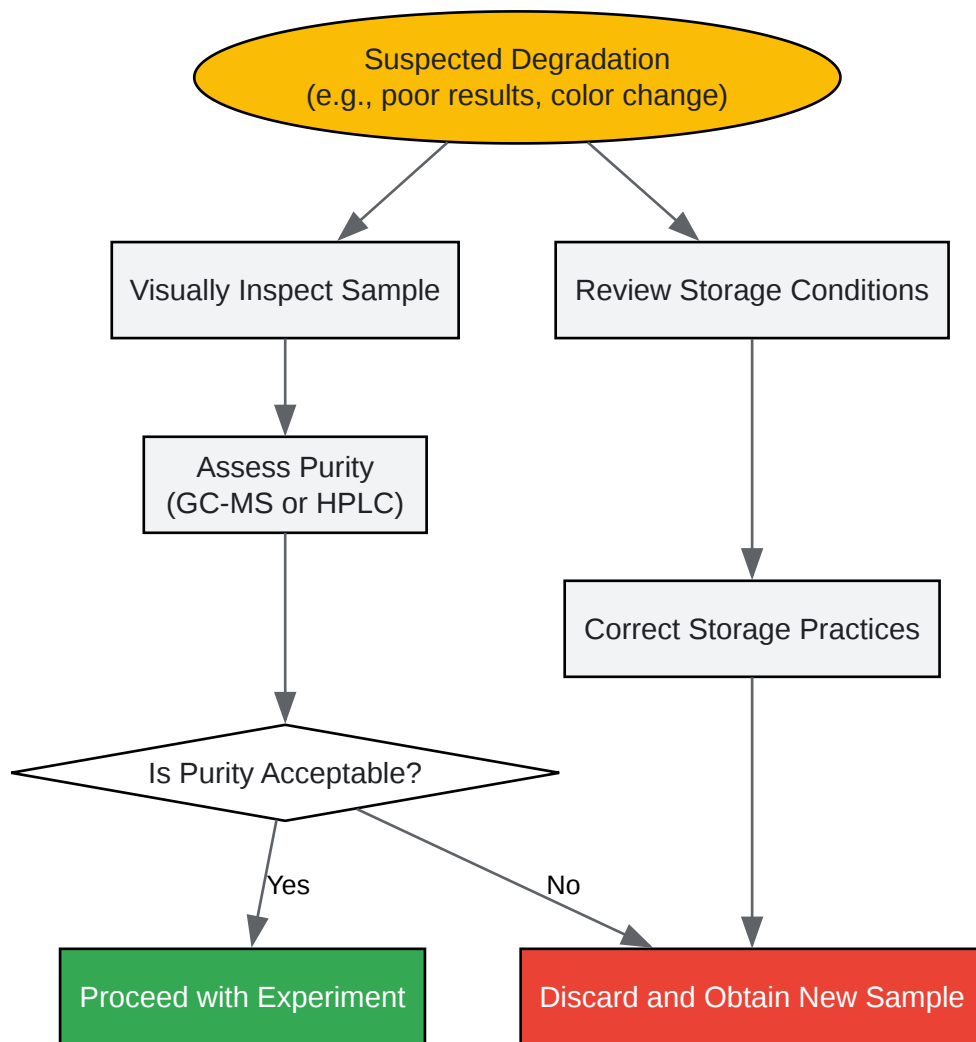 Suspected Degradation
(e.g., poor results, color change)
Visually Inspect Sample
Review Storage Conditions
Assess Purity
(GC-MS or HPLC)
Correct Storage Practices
Is Purity Acceptable?
Yes
No
Proceed with Experiment
Discard and Obtain New Sample